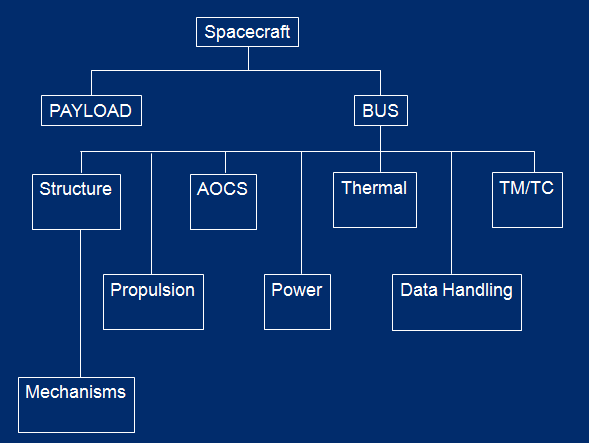 Spacecraft
PAYLOAD
BUS
Structure
AOCS
Thermal
TM/TC
Propulsion
Power
Data Handling
Mechanisms